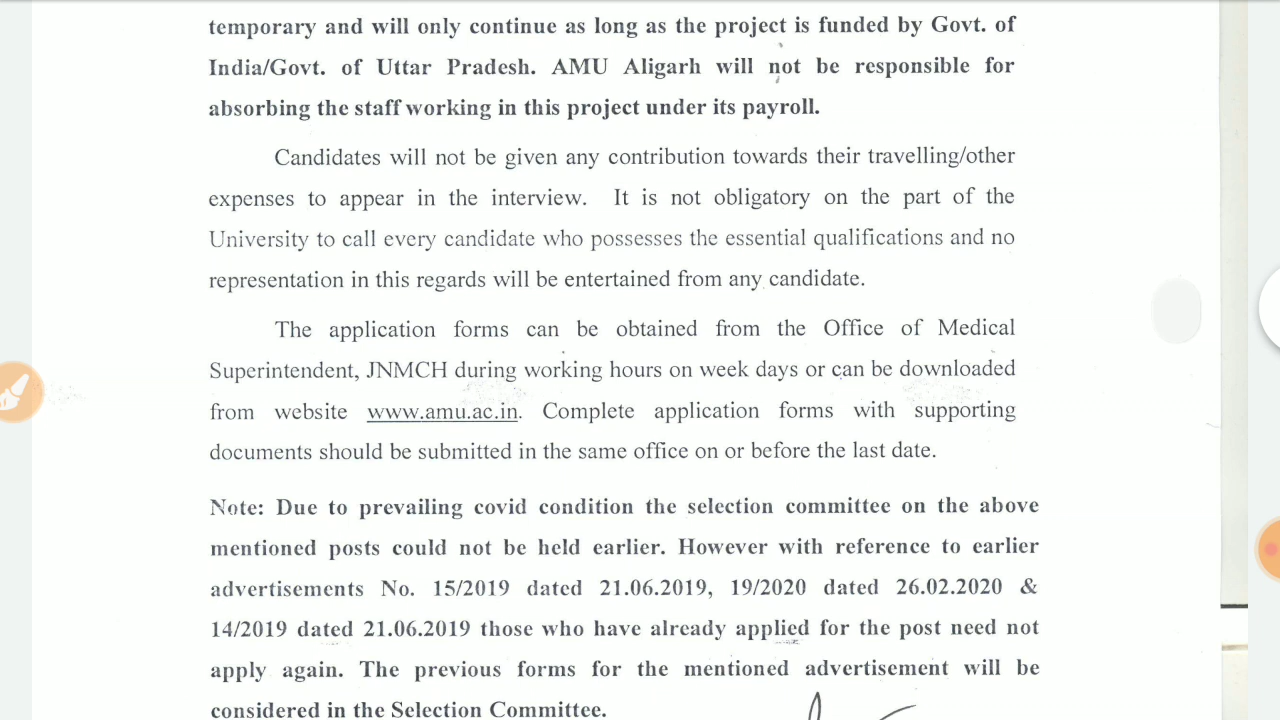 temporary and will only continue as long as the project is funded by Govt. of
India/Govt. of Uttar Pradesh. AMU Aligarh will not be responsible for
absorbing the staff working in this project under its payroll.
Candidates will not be given any contribution towards their travelling/other
expenses to appear in the interview. It is not obligatory on the part of the
University to call every candidate who possesses the essential qualifications and no
representation in this regards will be entertained from any candidate.
The application forms can be obtained from the Office of Medical
Superintendent, JNMCH during working hours on week days or can be downloaded
from website www.amu.ac.in. Complete application forms with supporting
documents should be submitted in the same office on or before the last date.
Note: Due to prevailing covid condition the selection committee on the above
mentioned posts could not be held earlier. However with reference to earlier
advertisements No. 15/2019 dated 21.06.2019, 19/2020 dated 26.02.2020 &
14/2019 dated 21.06.2019 those who have already applied for the post need not
apply again. The previous forms for the mentioned advertisement will be
considered in the Selection Committee.